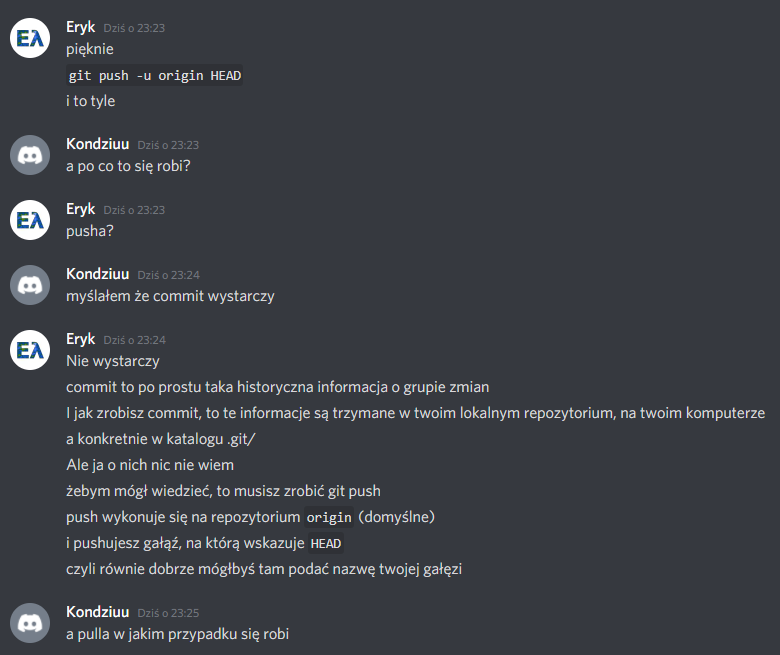 Eryk Dziś o 23:23
pięknie
git push -u origin HEAD
i to tyle
Kondziuu Dziś o 23:23
a po co to się robi?
Eryk Dziś o 23:23
pusha?
Kondziuu Dziś o 23:24
myślałem że commit wystarczy
Eryk Dziś o 23:24
Nie wystarczy
commit to po prostu taka historyczna informacja o grupie zmian
I jak zrobisz commit, to te informacje są trzymane w twoim lokalnym repozytorium, na twoim komputerze
a konkretnie w katalogu .git/
Ale ja o nich nic nie wiem
żebym mógł wiedzieć, to musisz zrobić git push
push wykonuje się na repozytorium origin (domyślne)
i pushujesz gałąź, na którą wskazuje HEAD
czyli równie dobrze mógłbyś tam podać nazwę twojej gałęzi
Kondziuu Dziś o 23:25
a pulla w jakim przypadku się robi